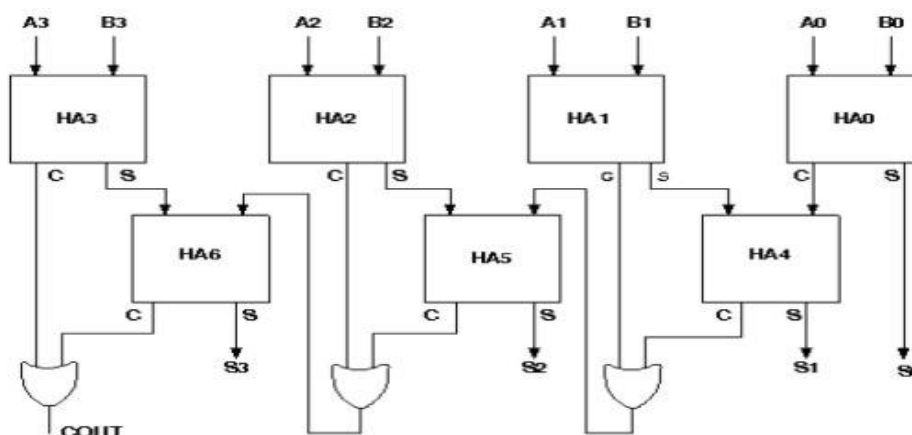 A3 B3 A2 B2 A1 B1 A0 B0
HA3 HA2 HA1 HA0
C S C S C S C S
HA6 HA5 HA4
C S C S C S
S3 S2 S1 S
COUT